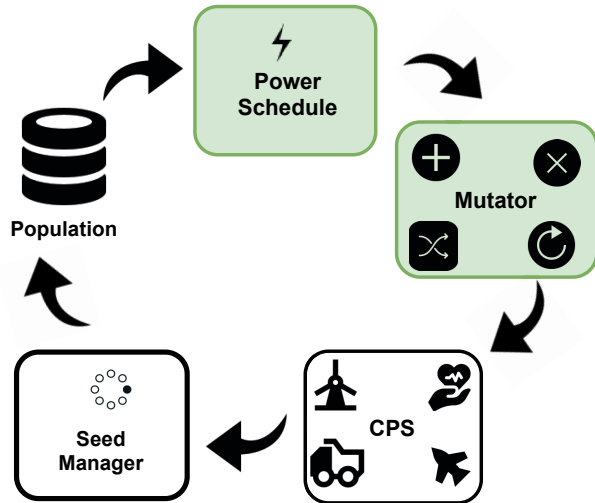 Power
Schedule
Mutator
Population
CPS
Seed
Manager